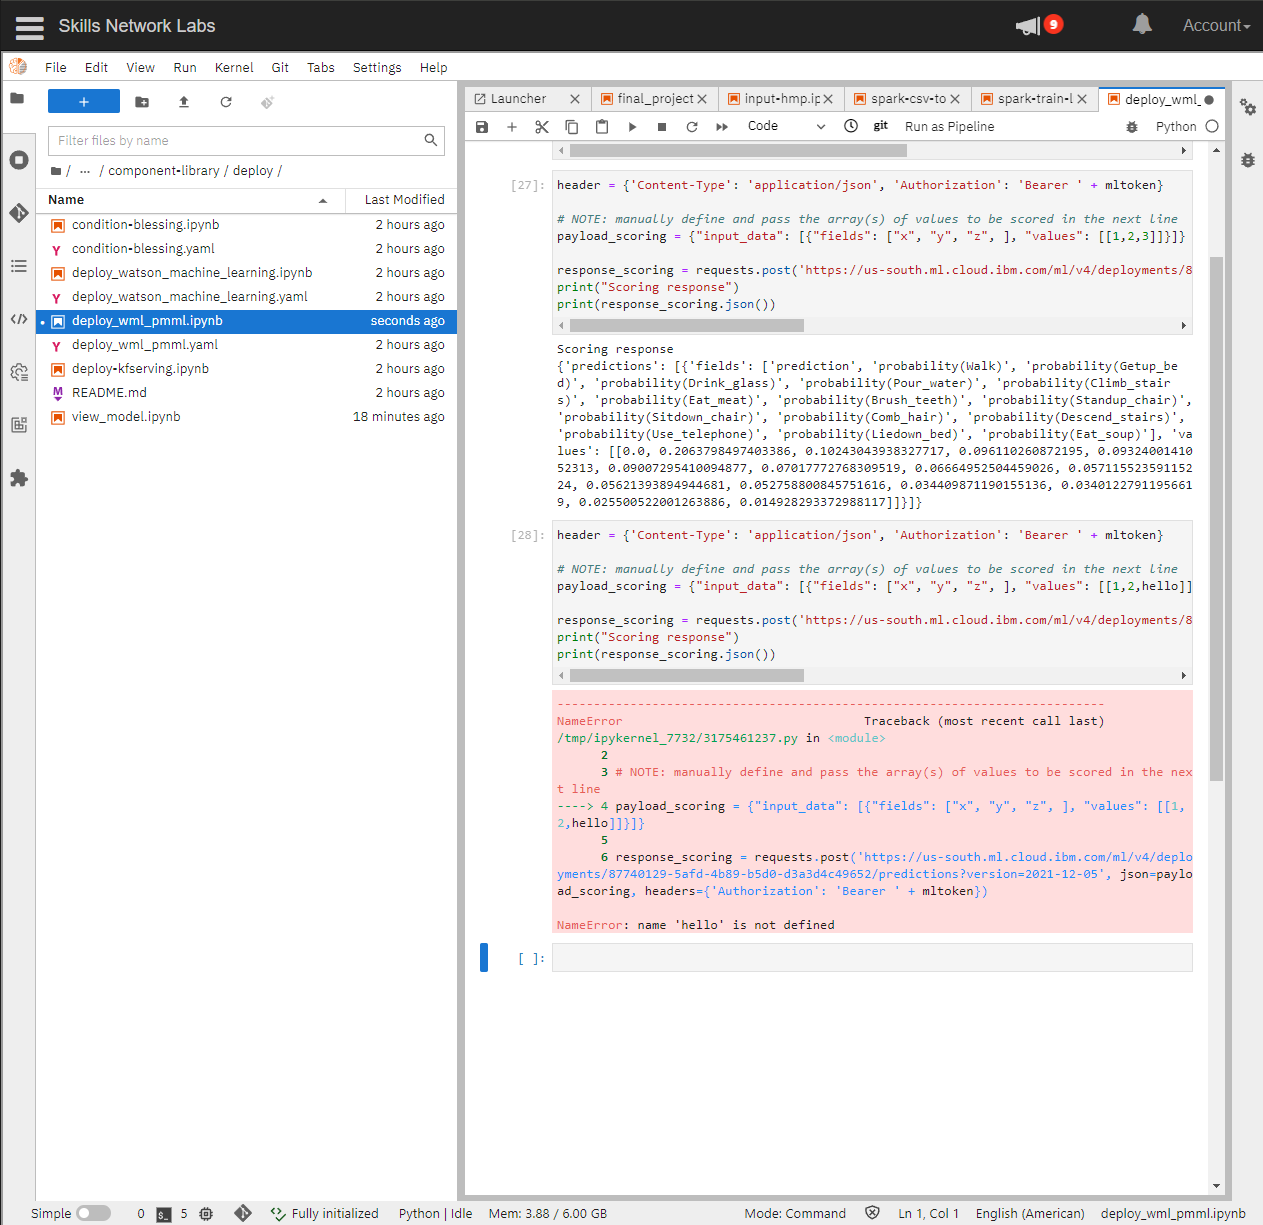 Skills Network Labs
9
Account
File Edit View Run Kernel Git Tabs Settings Help
+
Filter files by name
/ ... / component-library / deploy /
Name Last Modified
condition-blessing.ipynb 2 hours ago
condition-blessing.yaml 2 hours ago
deploy_watson_machine_learning.ipynb 2 hours ago
deploy_watson_machine_learning.yaml 2 hours ago
deploy_wml_pmml.ipynb seconds ago
deploy_wml_pmml.yaml 2 hours ago
deploy-kfserving.ipynb 2 hours ago
README.md 2 hours ago
view_model.ipynb 18 minutes ago
Launcher final_project input-hmp.ip spark-csv-to spark-train-l deploy_wml_
Code git Run as Pipeline Python
[27]: header = {'Content-Type': 'application/json', 'Authorization': 'Bearer ' + mltoken}
# NOTE: manually define and pass the array(s) of values to be scored in the next line
payload_scoring = {"input_data": [{"fields": ["x", "y", "z", ], "values": [[1,2,3]]}]}
response_scoring = requests.post('https://us-south.ml.cloud.ibm.com/ml/v4/deployments/8
print("Scoring response")
print(response_scoring.json())
Scoring response
{'predictions': [{'fields': ['prediction', 'probability(Walk)', 'probability(Getup_be
d)', 'probability(Drink_glass)', 'probability(Pour_water)', 'probability(Climb_stair
s)', 'probability(Eat_meat)', 'probability(Brush_teeth)', 'probability(Standup_chair)',
'probability(Sitdown_chair)', 'probability(Comb_hair)', 'probability(Descend_stairs)',
'probability(Use_telephone)', 'probability(Liedown_bed)', 'probability(Eat_soup)'], 'va
lues': [[0.0, 0.2063798497403386, 0.10243043938327717, 0.096110260872195, 0.09324001410
52313, 0.09007295410094877, 0.07017772768309519, 0.06664952504459026, 0.057115523591152
24, 0.05621393894944681, 0.052758800845751616, 0.034409871190155136, 0.0340122791195661
9, 0.025500522001263886, 0.014928293372988117]]}]}
[28]: header = {'Content-Type': 'application/json', 'Authorization': 'Bearer ' + mltoken}
# NOTE: manually define and pass the array(s) of values to be scored in the next line
payload_scoring = {"input_data": [{"fields": ["x", "y", "z", ], "values": [[1,2,hello]]
response_scoring = requests.post('https://us-south.ml.cloud.ibm.com/ml/v4/deployments/8
print("Scoring response")
print(response_scoring.json())
---------------------------------------------------------------------------
NameError Traceback (most recent call last)
/tmp/ipykernel_7732/3175461237.py in <module>
2
3 # NOTE: manually define and pass the array(s) of values to be scored in the nex
t line
----> 4 payload_scoring = {"input_data": [{"fields": ["x", "y", "z", ], "values": [[1,
2,hello]]}]}
5
6 response_scoring = requests.post('https://us-south.ml.cloud.ibm.com/ml/v4/deplo
yments/87740129-5afd-4b89-b5d0-d3a3d4c49652/predictions?version=2021-12-05', json=paylo
ad_scoring, headers={'Authorization': 'Bearer ' + mltoken})
NameError: name 'hello' is not defined
[ ]:
Simple 0 5 Fully initialized Python | Idle Mem: 3.88 / 6.00 GB Mode: Command Ln 1, Col 1 English (American) deploy_wml_pmml.ipynb